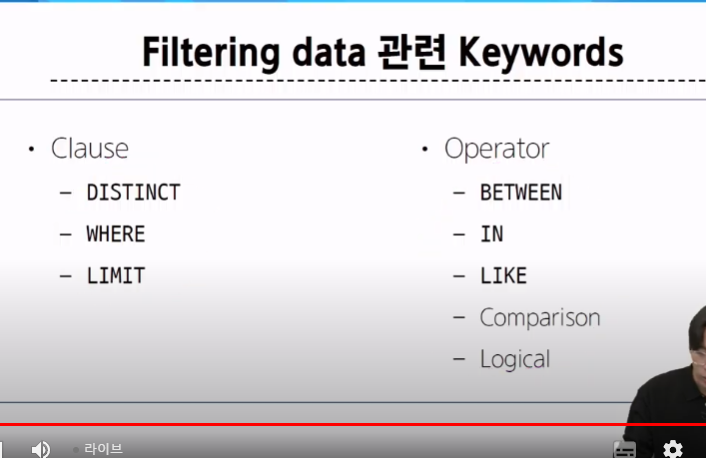 Filtering data 관련 Keywords
• Clause
– DISTINCT
– WHERE
– LIMIT
• Operator
– BETWEEN
– IN
– LIKE
– Comparison
– Logical
라이브